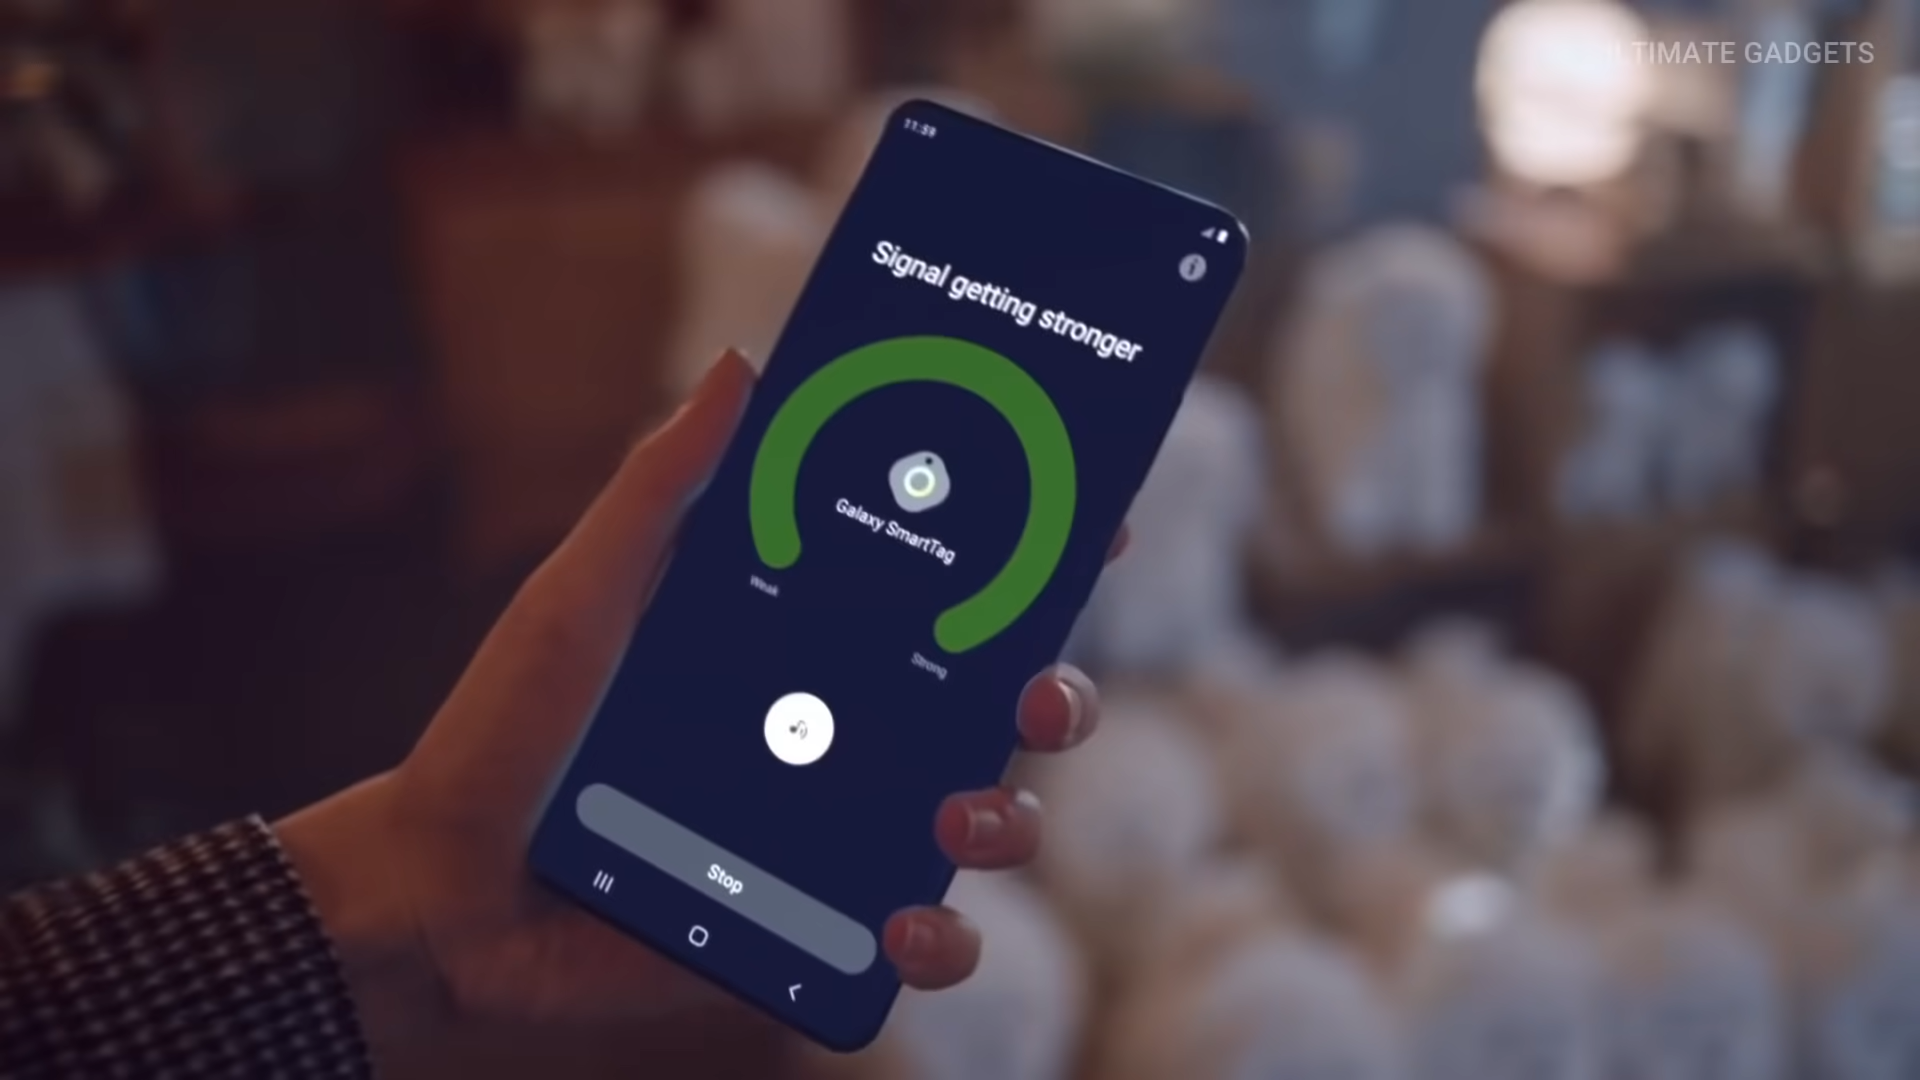 ULTIMATE GADGETS
11:59
Signal getting stronger
Galaxy SmartTag
Weak
Strong
Stop